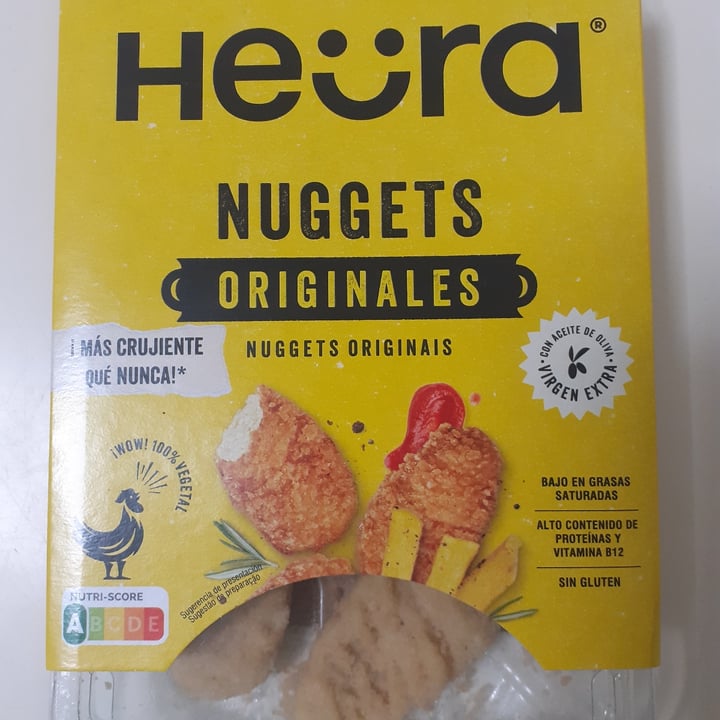 Heüra®
NUGGETS
ORIGINALES
NUGGETS ORIGINAIS
¡MÁS CRUJIENTE
QUÉ NUNCA!*
CON ACEITE DE OLIVA
VIRGEN EXTRA
¡WOW! 100% VEGETAL
BAJO EN GRASAS
SATURADAS
ALTO CONTENIDO DE
PROTEÍNAS Y
VITAMINA B12
SIN GLUTEN
NUTRI-SCORE
A B C D E
Sugerencia de presentación
Sugestão de preparação